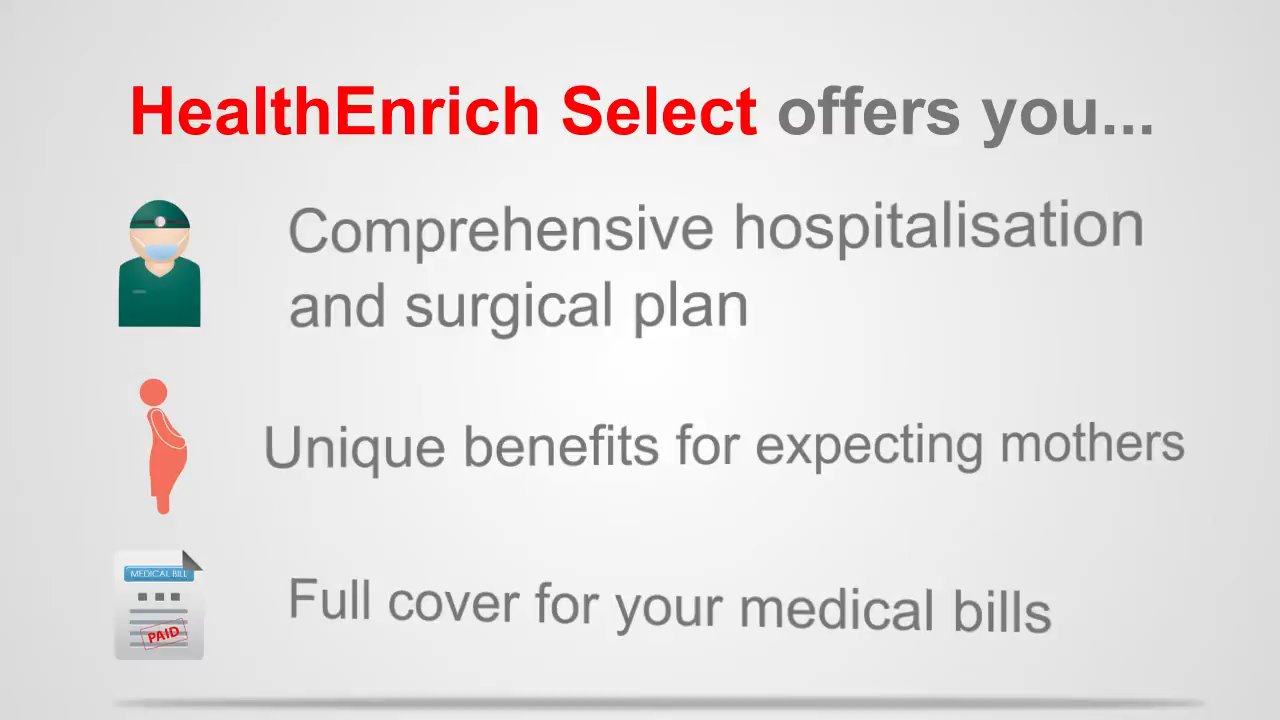 HealthEnrich Select offers you...
Comprehensive hospitalisation
and surgical plan
Unique benefits for expecting mothers
MEDICAL BILL
Full cover for your medical bills
PAID